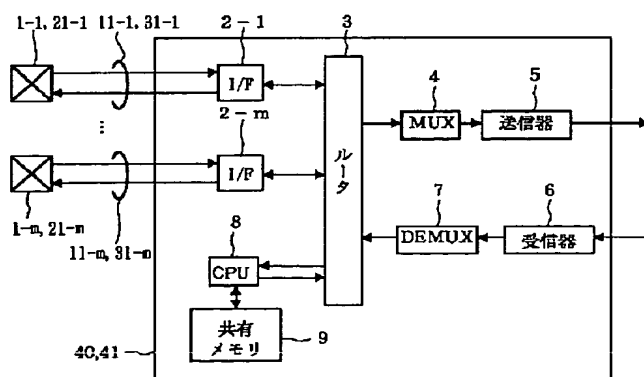 1-1, 21-1
11-1, 31-1
2-1
3
I/F
4
5
MUX
送信器
⋮
2-m
I/F
ルータ
1-m, 21-m
11-m, 31-m
7
6
DEMUX
受信器
8
CPU
共有
メモリ
9
40,41